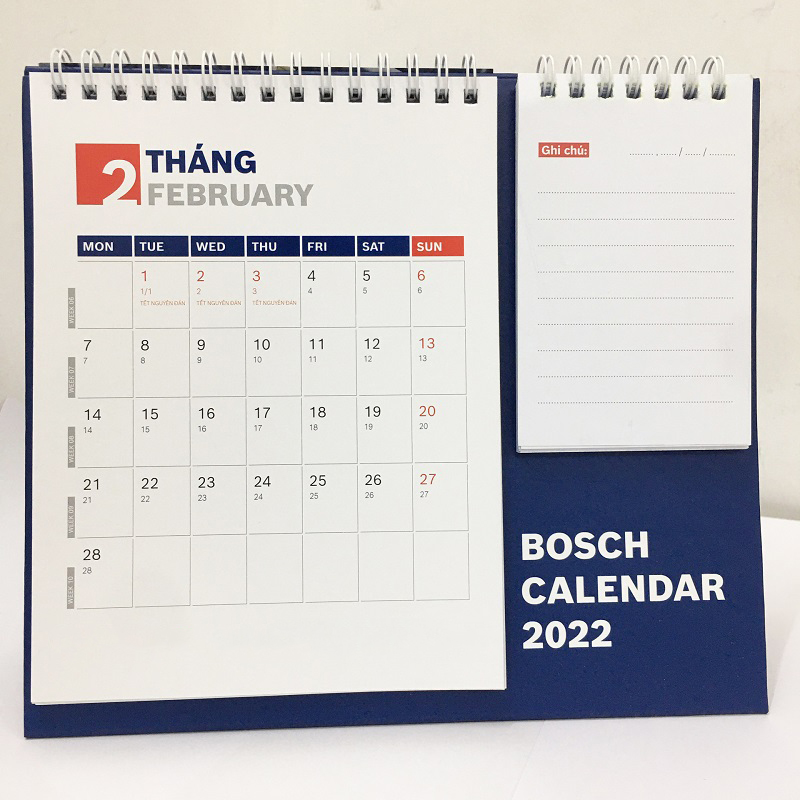 2 THÁNG
FEBRUARY
MON TUE WED THU FRI SAT SUN
1 2 3 4 5 6
1/1 2 3 4 5 6
TẾT NGUYÊN ĐÁN TẾT NGUYÊN ĐÁN TẾT NGUYÊN ĐÁN
WEEK 06
7 8 9 10 11 12 13
7 8 9 10 11 12 13
WEEK 07
14 15 16 17 18 19 20
14 15 16 17 18 19 20
WEEK 08
21 22 23 24 25 26 27
21 22 23 24 25 26 27
WEEK 09
28
28
WEEK 10
Ghi chú: ........ , ...... / ..... / .........
BOSCH
CALENDAR
2022